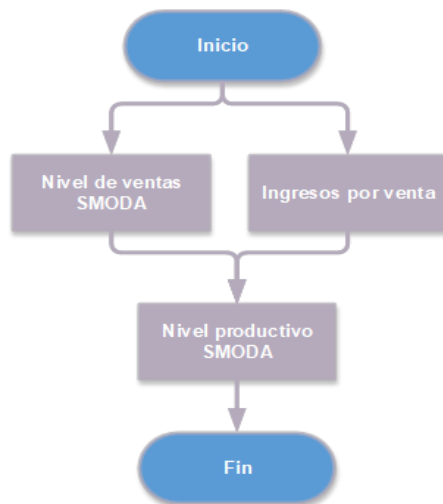 Inicio
Nivel de ventas
SMODA
Ingresos por venta
Nivel productivo
SMODA
Fin